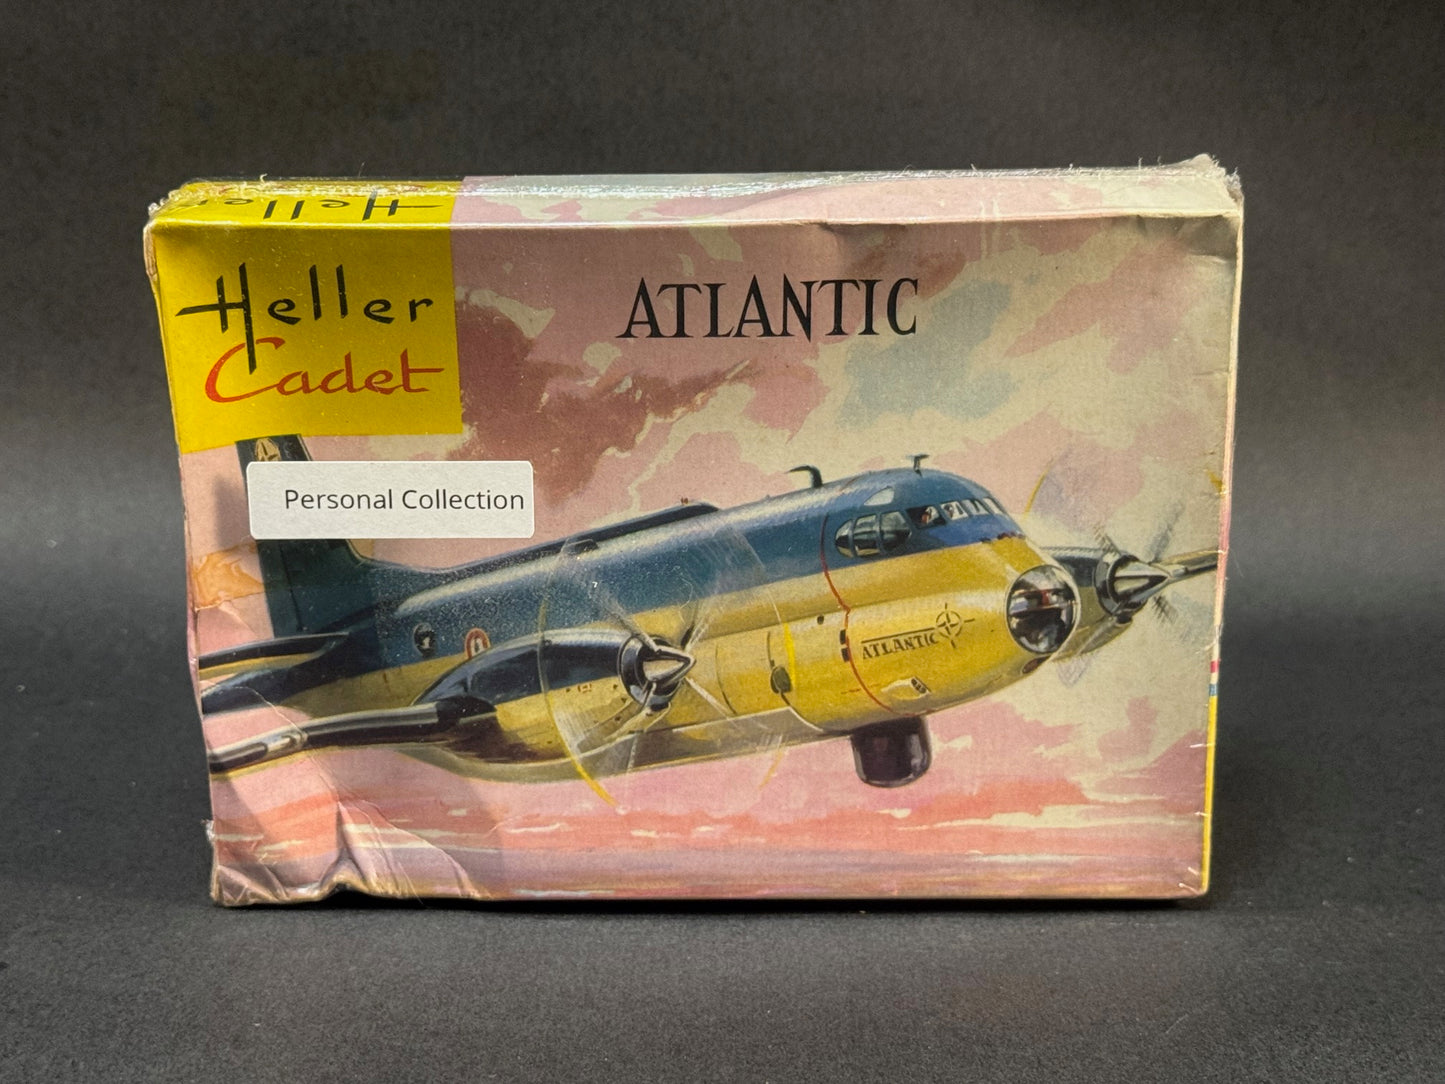 Heller
Heller
Cadet
ATLANTIC
Personal Collection
ATLANTIC